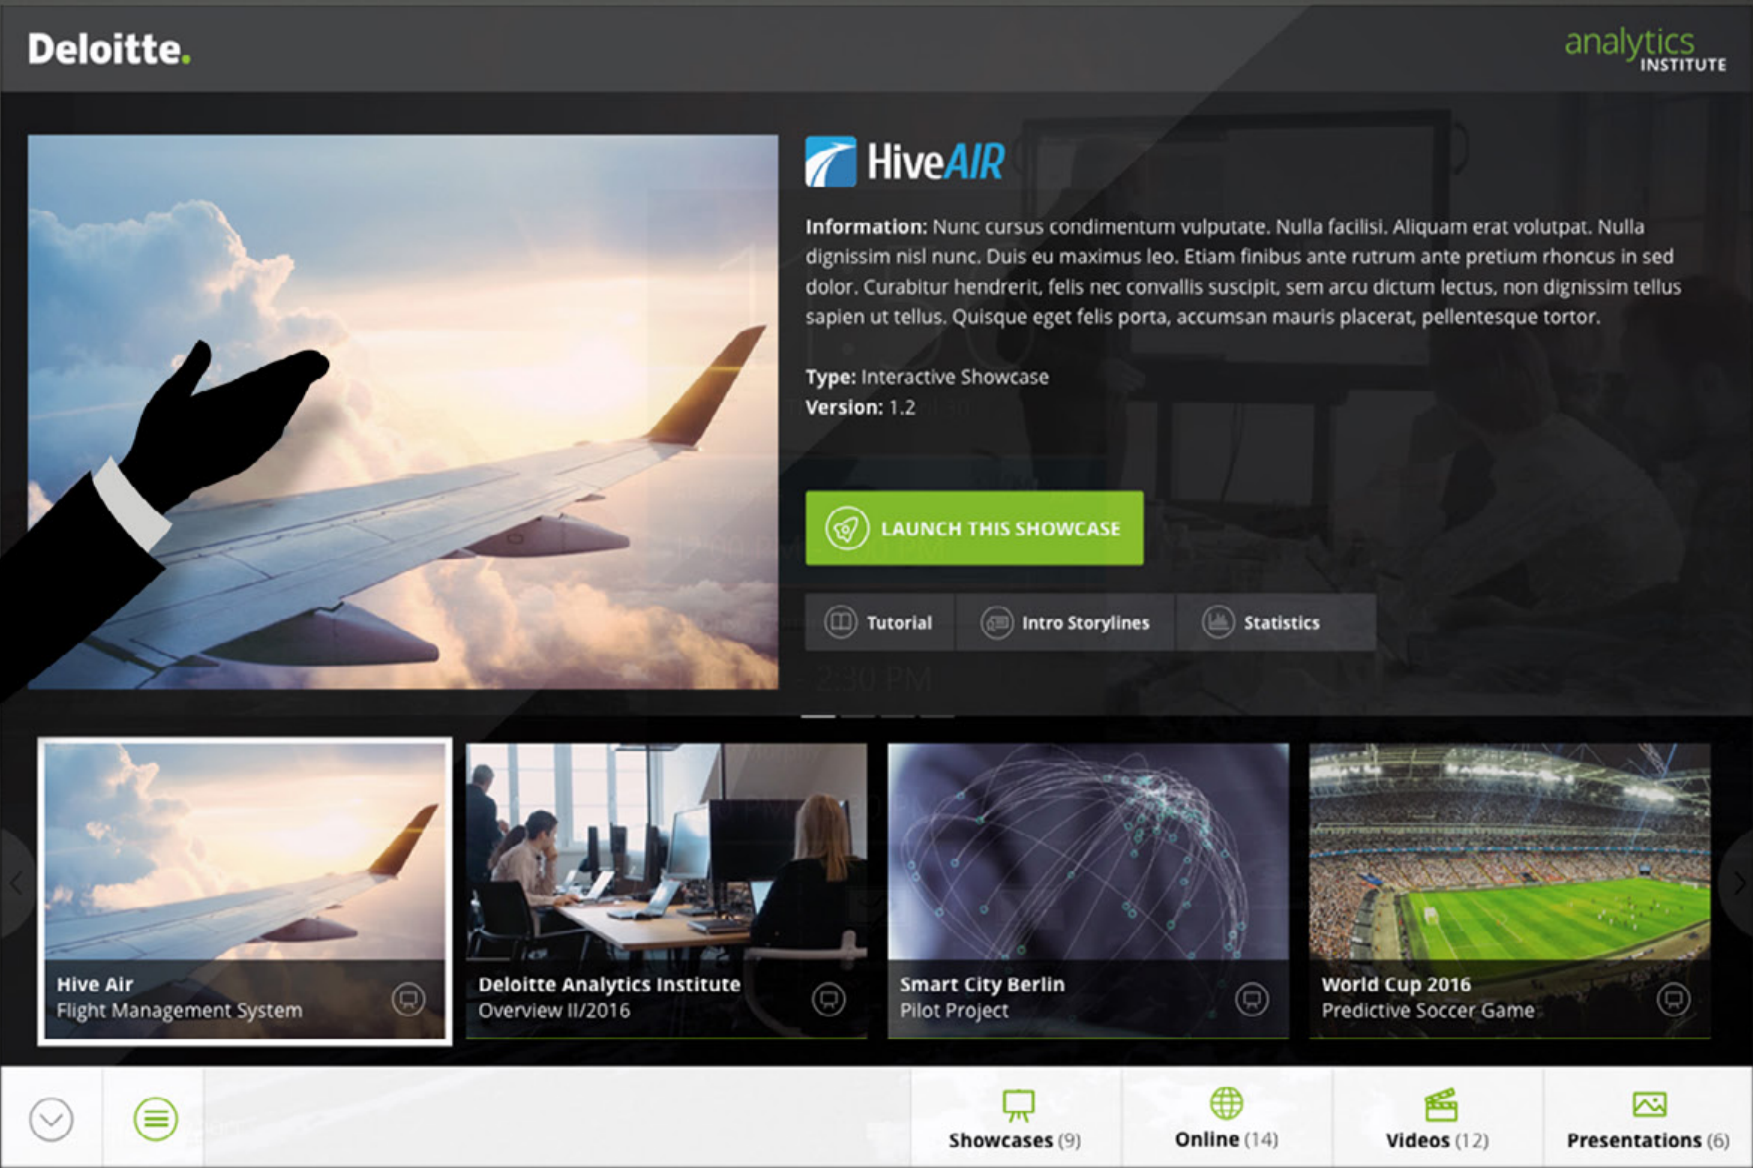 Deloitte.
analytics
INSTITUTE
HiveAIR
Information: Nunc cursus condimentum vulputate. Nulla facilisi. Aliquam erat volutpat. Nulla
dignissim nisl nunc. Duis eu maximus leo. Etiam finibus ante rutrum ante pretium rhoncus in sed
dolor. Curabitur hendrerit, felis nec convallis suscipit, sem arcu dictum lectus, non dignissim tellus
sapien ut tellus. Quisque eget felis porta, accumsan mauris placerat, pellentesque tortor.
Type: Interactive Showcase
Version: 1.2
LAUNCH THIS SHOWCASE
Tutorial
Intro Storylines
Statistics
2:30 PM
Hive Air
Flight Management System
Deloitte Analytics Institute
Overview II/2016
Smart City Berlin
Pilot Project
World Cup 2016
Predictive Soccer Game
Showcases (9)
Online (14)
Videos (12)
Presentations (6)